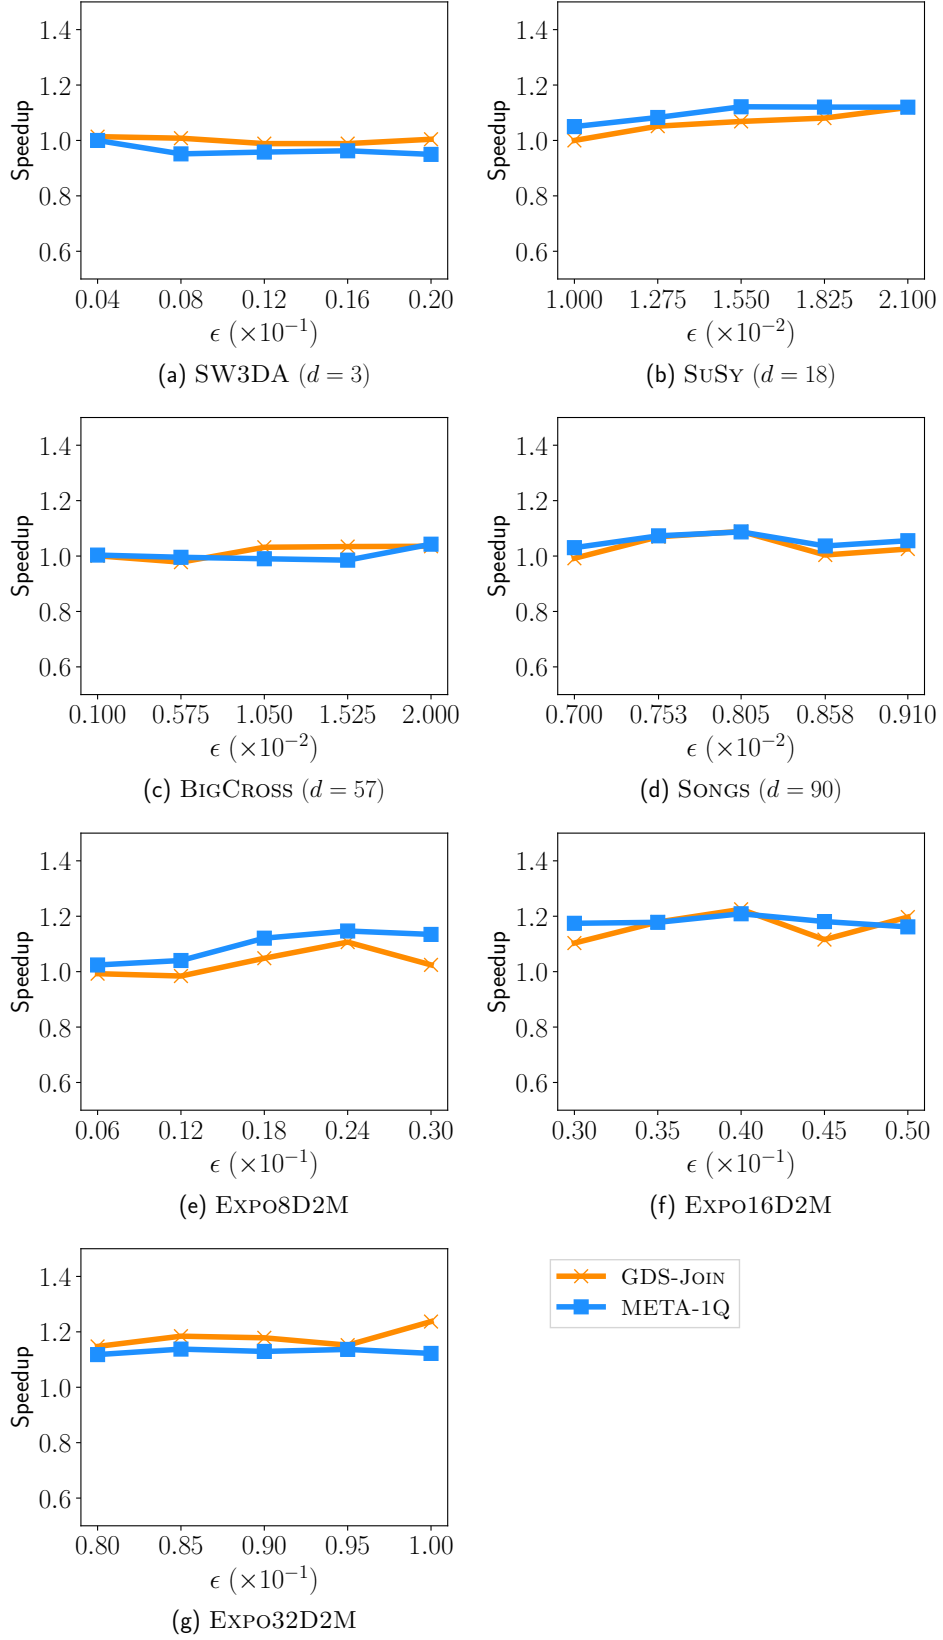 1.4
1.2
1.0
0.8
0.6
Speedup
0.04 0.08 0.12 0.16 0.20
ϵ (×10⁻¹)
(a) SW3DA (d = 3)
1.4
1.2
1.0
0.8
0.6
Speedup
1.000 1.275 1.550 1.825 2.100
ϵ (×10⁻²)
(b) SUSY (d = 18)
1.4
1.2
1.0
0.8
0.6
Speedup
0.100 0.575 1.050 1.525 2.000
ϵ (×10⁻²)
(c) BIGCROSS (d = 57)
1.4
1.2
1.0
0.8
0.6
Speedup
0.700 0.753 0.805 0.858 0.910
ϵ (×10⁻²)
(d) SONGS (d = 90)
1.4
1.2
1.0
0.8
0.6
Speedup
0.06 0.12 0.18 0.24 0.30
ϵ (×10⁻¹)
(e) EXPO8D2M
1.4
1.2
1.0
0.8
0.6
Speedup
0.30 0.35 0.40 0.45 0.50
ϵ (×10⁻¹)
(f) EXPO16D2M
1.4
1.2
1.0
0.8
0.6
Speedup
0.80 0.85 0.90 0.95 1.00
ϵ (×10⁻¹)
(g) EXPO32D2M
GDS-JOIN
META-1Q